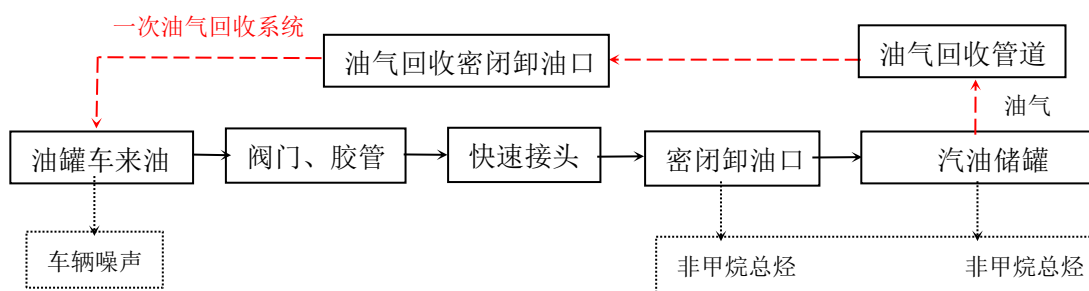 一次油气回收系统
油气回收密闭卸油口
油气回收管道
油气
油罐车来油
阀门、胶管
快速接头
密闭卸油口
汽油储罐
车辆噪声
非甲烷总烃
非甲烷总烃